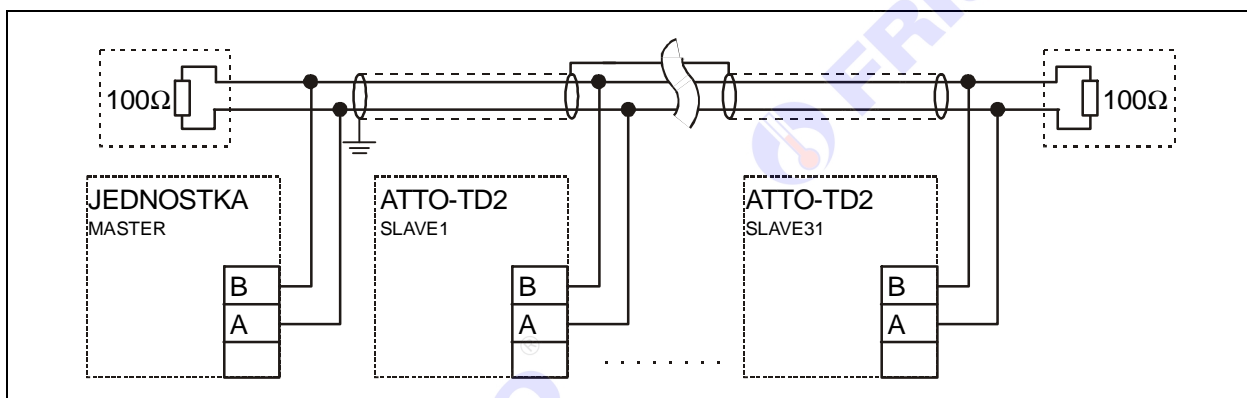 100Ω
100Ω
JEDNOSTKA
MASTER
B
A
ATTO-TD2
SLAVE1
B
A
. . . . . . . .
ATTO-TD2
SLAVE31
B
A